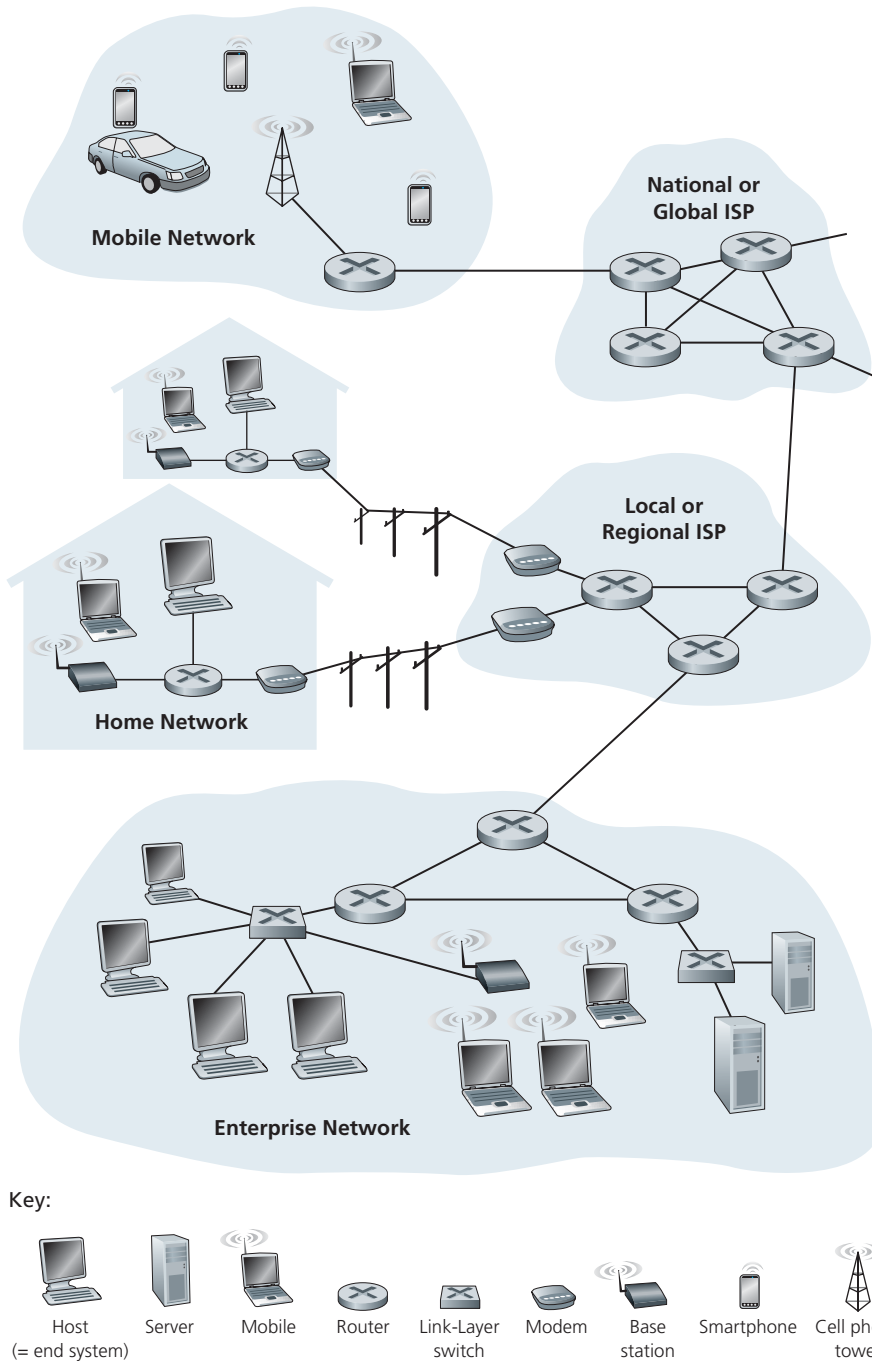 National or
Global ISP
Mobile Network
Local or
Regional ISP
Home Network
Enterprise Network
Key:
Host
(= end system)
Server
Mobile
Router
Link-Layer
switch
Modem
Base
station
Smartphone
Cell